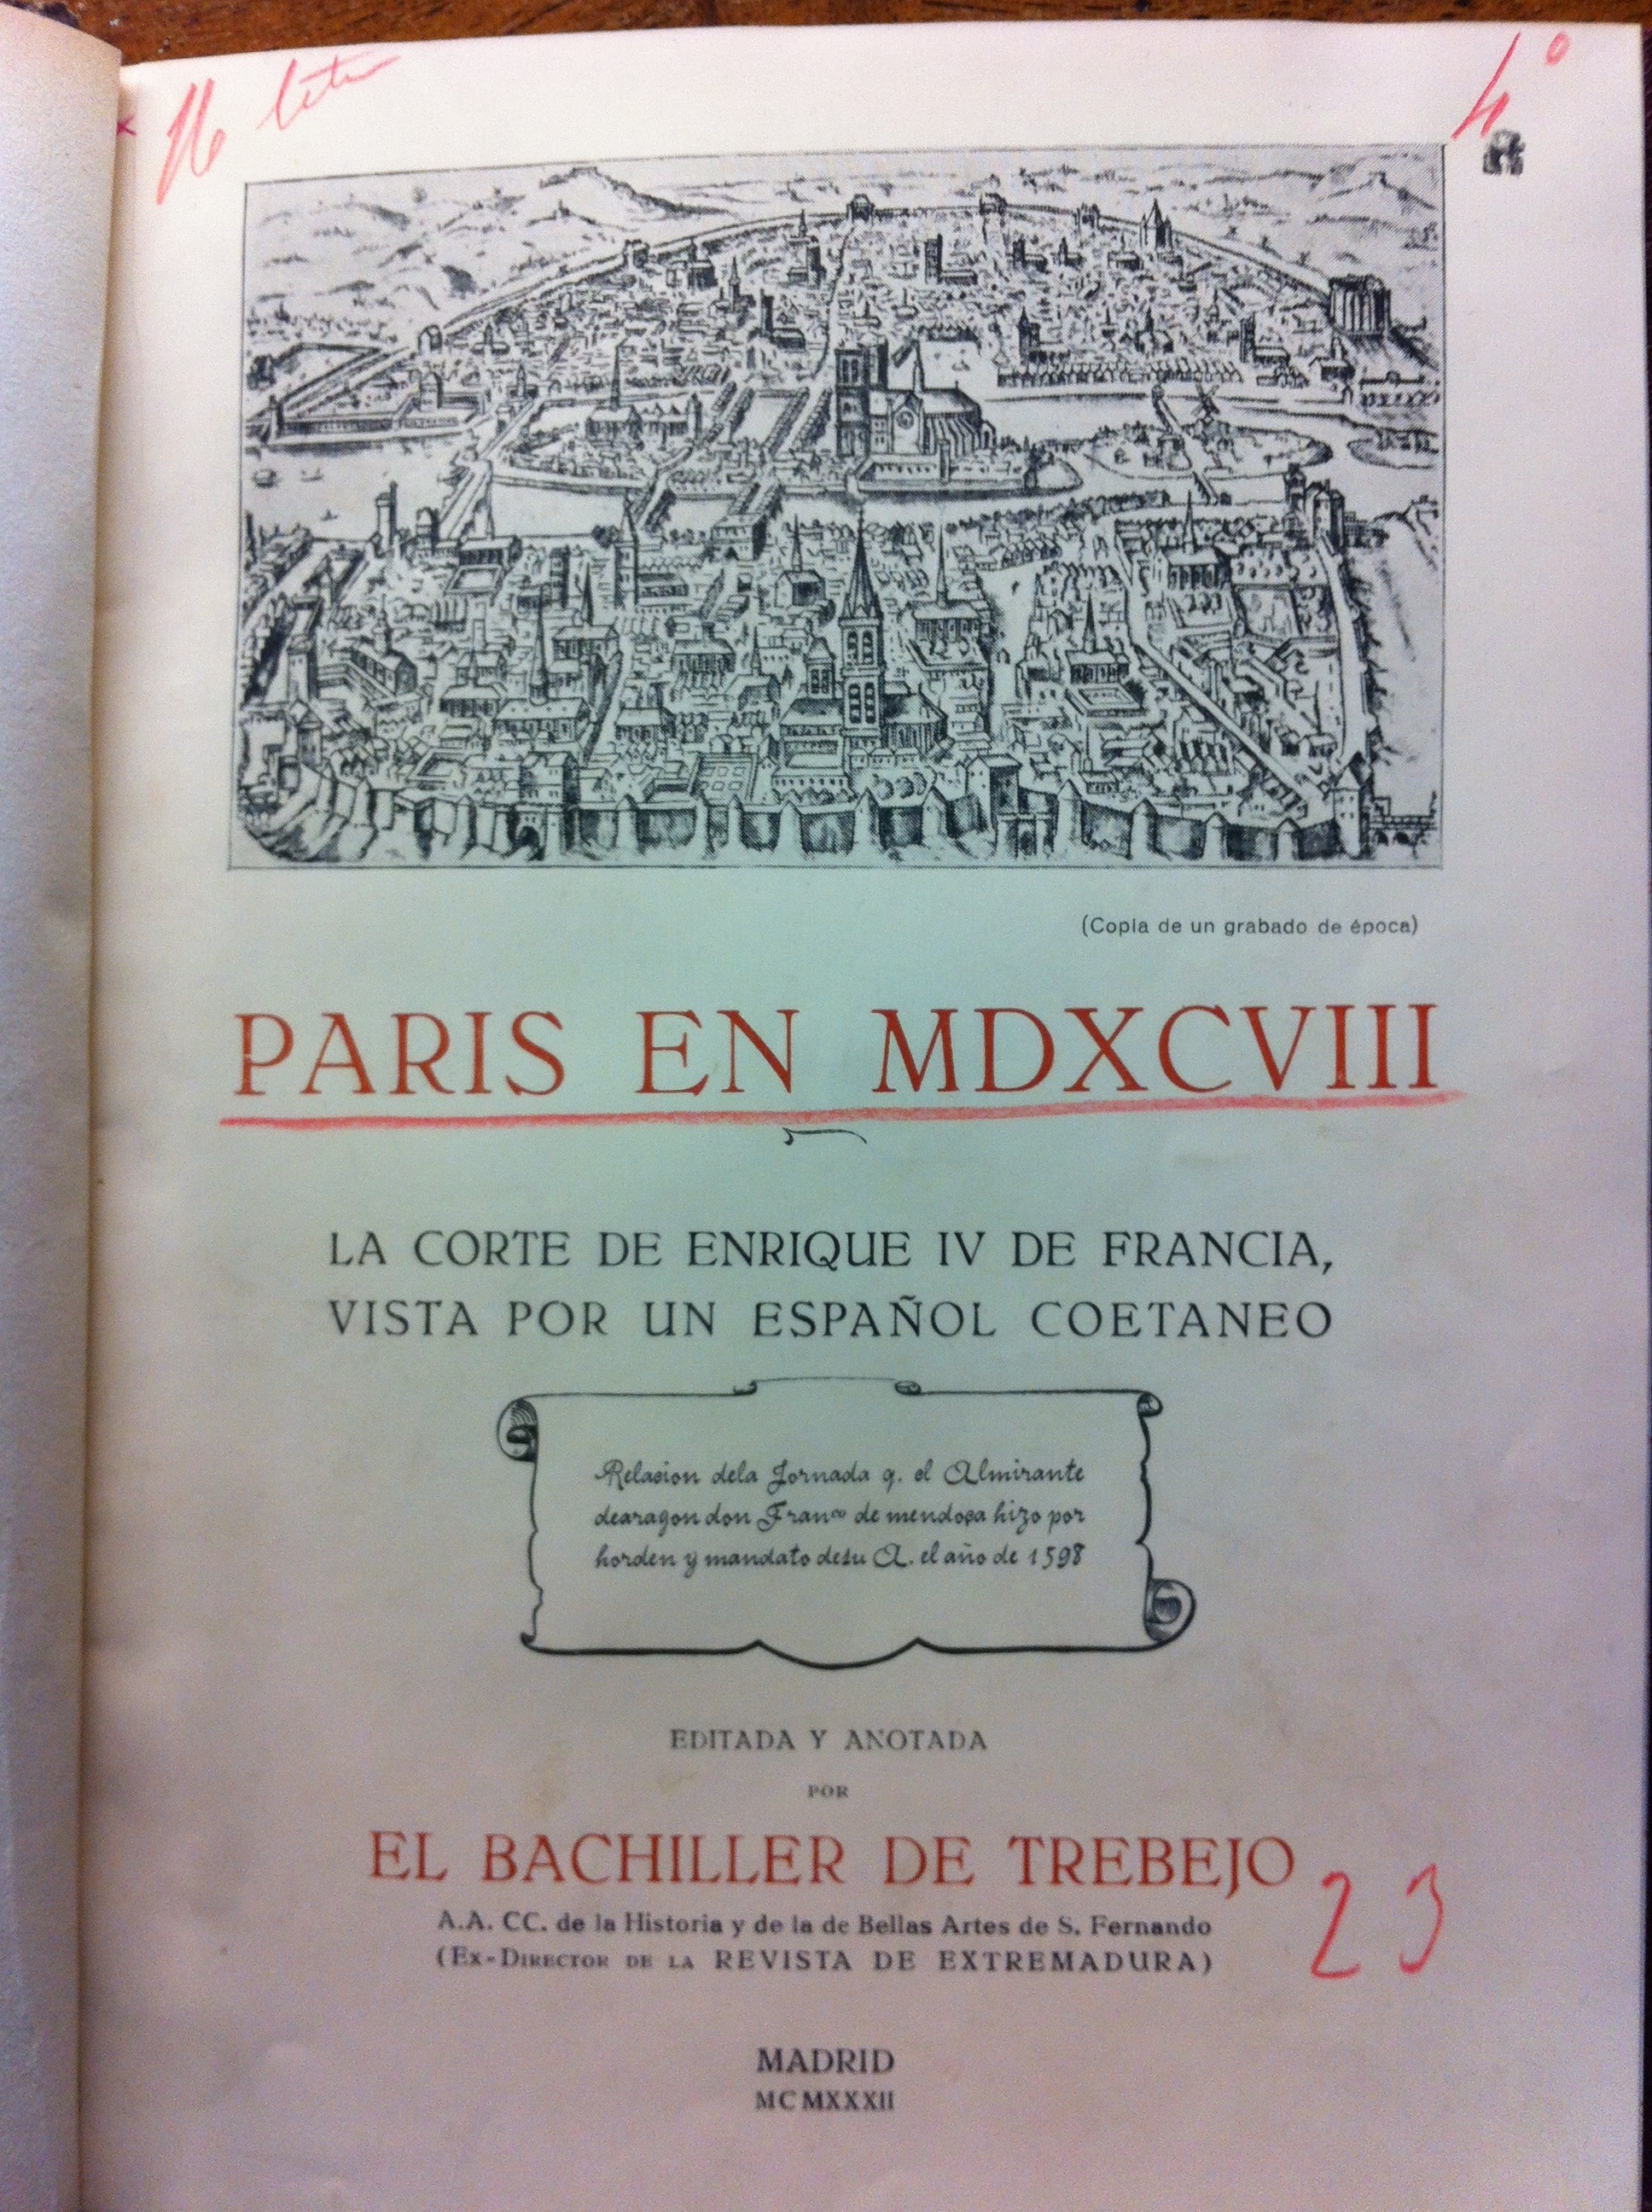 4°
(Copia de un grabado de época)
PARIS EN MDXCVIII
LA CORTE DE ENRIQUE IV DE FRANCIA,
VISTA POR UN ESPAÑOL COETANEO
Relacion dela Jornada q. el Almirante
dearagon don Franco de mendoça hizo por
horden y mandato desu A. el año de 1598
EDITADA Y ANOTADA
POR
EL BACHILLER DE TREBEJO
A.A. CC. de la Historia y de la de Bellas Artes de S. Fernando
(EX-DIRECTOR DE LA REVISTA DE EXTREMADURA)
23
MADRID
MCMXXXII